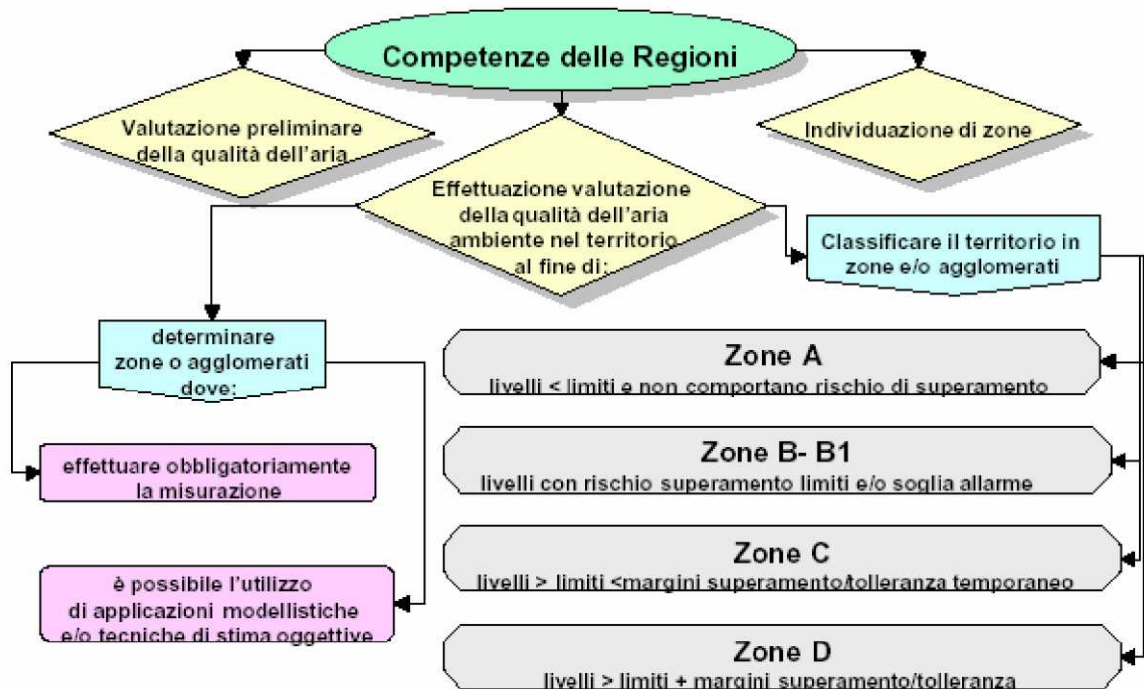 Competenze delle Regioni
Valutazione preliminare
della qualità dell'aria
Individuazione di zone
Effettuazione valutazione
della qualità dell'aria
ambiente nel territorio
al fine di:
Classificare il territorio in
zone e/o agglomerati
determinare
zone o agglomerati
dove:
effettuare obbligatoriamente
la misurazione
è possibile l'utilizzo
di applicazioni modellistiche
e/o tecniche di stima oggettive
Zone A
livelli < limiti e non comportano rischio di superamento
Zone B- B1
livelli con rischio superamento limiti e/o soglia allarme
Zone C
livelli > limiti <margini superamento/tolleranza temporaneo
Zone D
livelli > limiti + margini superamento/tolleranza